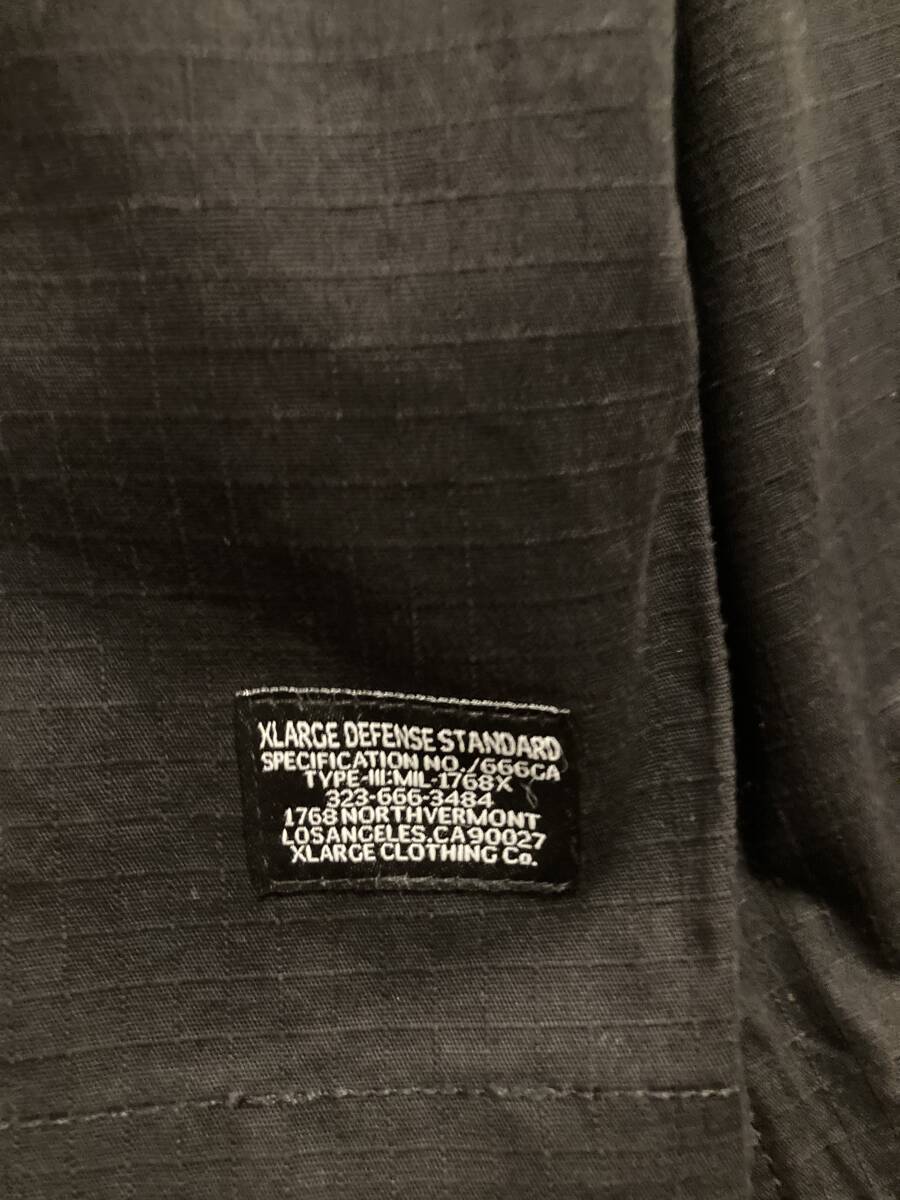 XLARGE DEFENSE STANDARD
SPECIFICATION NO./666CA
TYPE-III:MIL-1768X
323-666-3484
1768 NORTHVERMONT
LOSANGELES.CA90027
XLARGE CLOTHING Co.